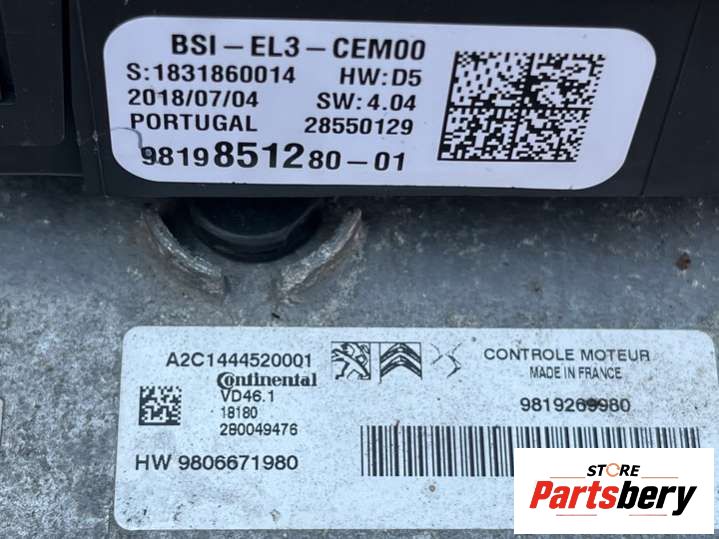 BSI-EL3-CEM00
S:1831860014 HW:D5
2018/07/04 SW:4.04
PORTUGAL 28550129
9819851280-01
A2C1444520001
Continental
CONTROLE MOTEUR
MADE IN FRANCE
VD46.1
18180
280049476
9819269980
HW 9806671980
STORE
Partsbery